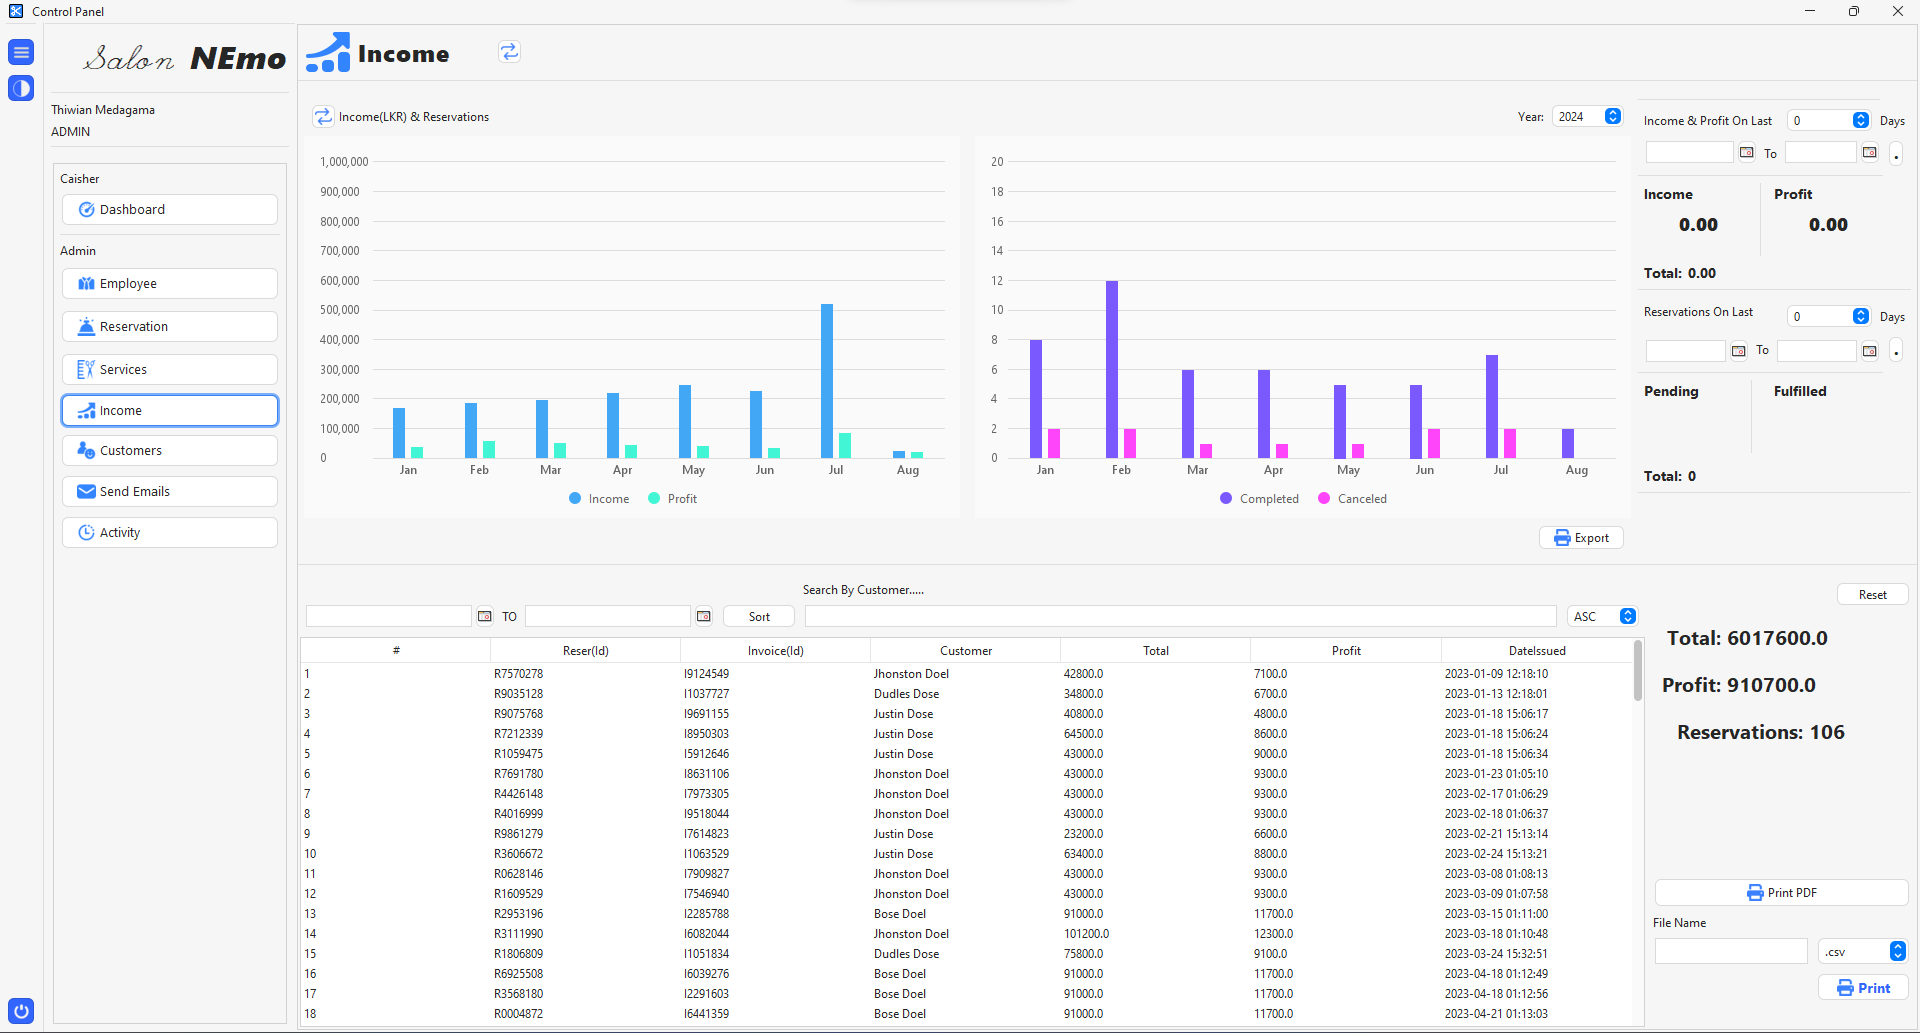 Control Panel
Salon NEmo
Thiwian Medagama
ADMIN
Caisher
Dashboard
Admin
Employee
Reservation
Services
Income
Customers
Send Emails
Activity
Income
Income(LKR) & Reservations
Year: 2024
1,000,000
900,000
800,000
700,000
600,000
500,000
400,000
300,000
200,000
100,000
0
Jan Feb Mar Apr May Jun Jul Aug
Income Profit
20
18
16
14
12
10
8
6
4
2
0
Jan Feb Mar Apr May Jun Jul Aug
Completed Canceled
Export
Income & Profit On Last 0 Days
To .
Income Profit
0.00 0.00
Total: 0.00
Reservations On Last 0 Days
To .
Pending Fulfilled
Total: 0
Search By Customer.....
TO Sort ASC
# Reser(Id) Invoice(Id) Customer Total Profit DateIssued
1 R7570278 I9124549 Jhonston Doel 42800.0 7100.0 2023-01-09 12:18:10
2 R9035128 I1037727 Dudles Dose 34800.0 6700.0 2023-01-13 12:18:01
3 R9075768 I9691155 Justin Dose 40800.0 4800.0 2023-01-18 15:06:17
4 R7212339 I8950303 Justin Dose 64500.0 8600.0 2023-01-18 15:06:24
5 R1059475 I5912646 Justin Dose 43000.0 9000.0 2023-01-18 15:06:34
6 R7691780 I8631106 Jhonston Doel 43000.0 9300.0 2023-01-23 01:05:10
7 R4426148 I7973305 Jhonston Doel 43000.0 9300.0 2023-02-17 01:06:29
8 R4016999 I9518044 Jhonston Doel 43000.0 9300.0 2023-02-18 01:06:37
9 R9861279 I7614823 Justin Dose 23200.0 6600.0 2023-02-21 15:13:14
10 R3606672 I1063529 Justin Dose 63400.0 8800.0 2023-02-24 15:13:21
11 R0628146 I7909827 Jhonston Doel 43000.0 9300.0 2023-03-08 01:08:13
12 R1609529 I7546940 Jhonston Doel 43000.0 9300.0 2023-03-09 01:07:58
13 R2953196 I2285788 Bose Doel 91000.0 11700.0 2023-03-15 01:11:00
14 R3111990 I6082044 Jhonston Doel 101200.0 12300.0 2023-03-18 01:10:48
15 R1806809 I1051834 Dudles Dose 75800.0 9100.0 2023-03-24 15:32:51
16 R6925508 I6039276 Bose Doel 91000.0 11700.0 2023-04-18 01:12:49
17 R3568180 I2291603 Bose Doel 91000.0 11700.0 2023-04-18 01:12:56
18 R0004872 I6441359 Bose Doel 91000.0 11700.0 2023-04-21 01:13:03
Reset
Total: 6017600.0
Profit: 910700.0
Reservations: 106
Print PDF
File Name
.csv
Print